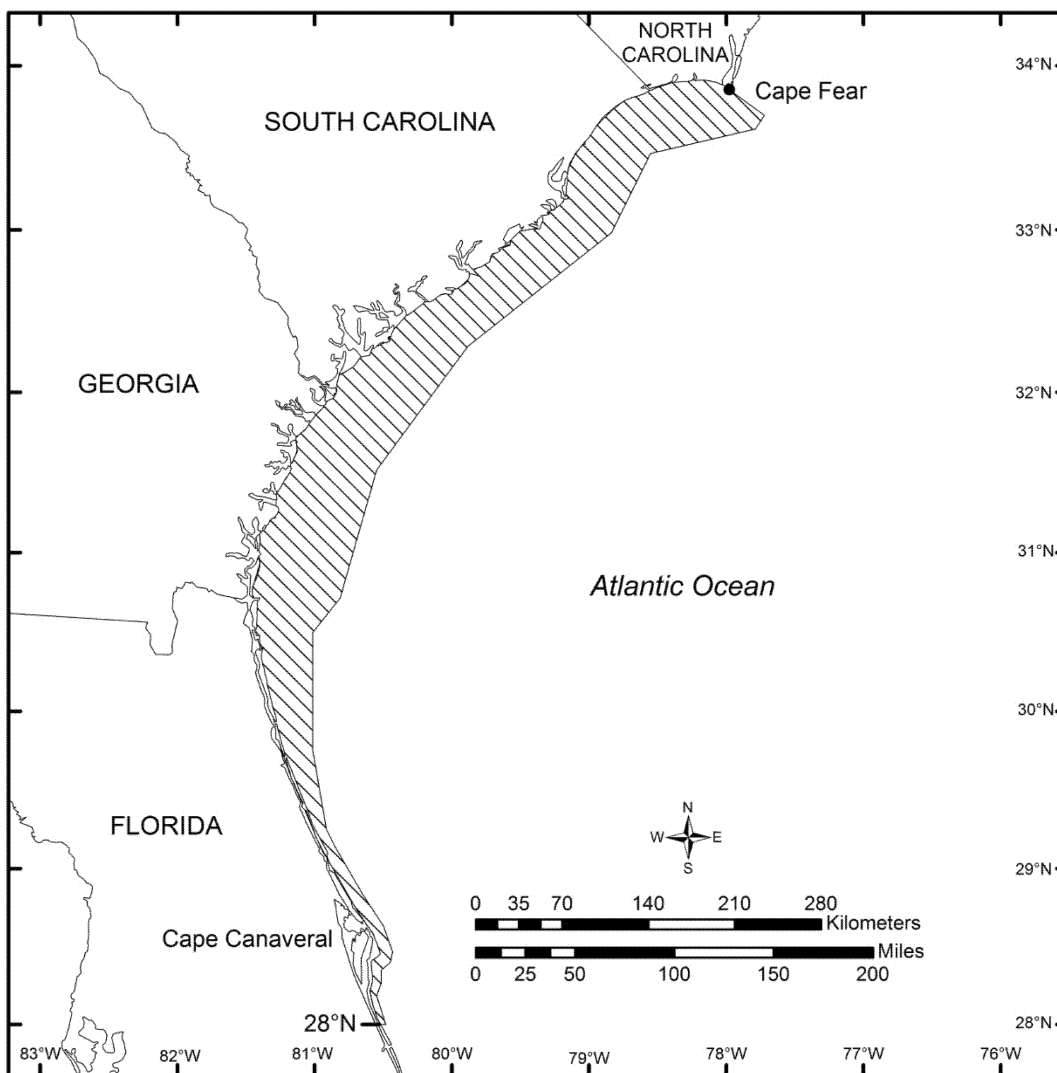 NORTH
CAROLINA
34°N
Cape Fear
SOUTH CAROLINA
33°N
GEORGIA
32°N
31°N
Atlantic Ocean
30°N
FLORIDA
N
W E
S
29°N
0 35 70 140 210 280
Kilometers
Cape Canaveral
Miles
0 25 50 100 150 200
28°N
28°N
83°W 82°W 81°W 80°W 79°W 78°W 77°W 76°W